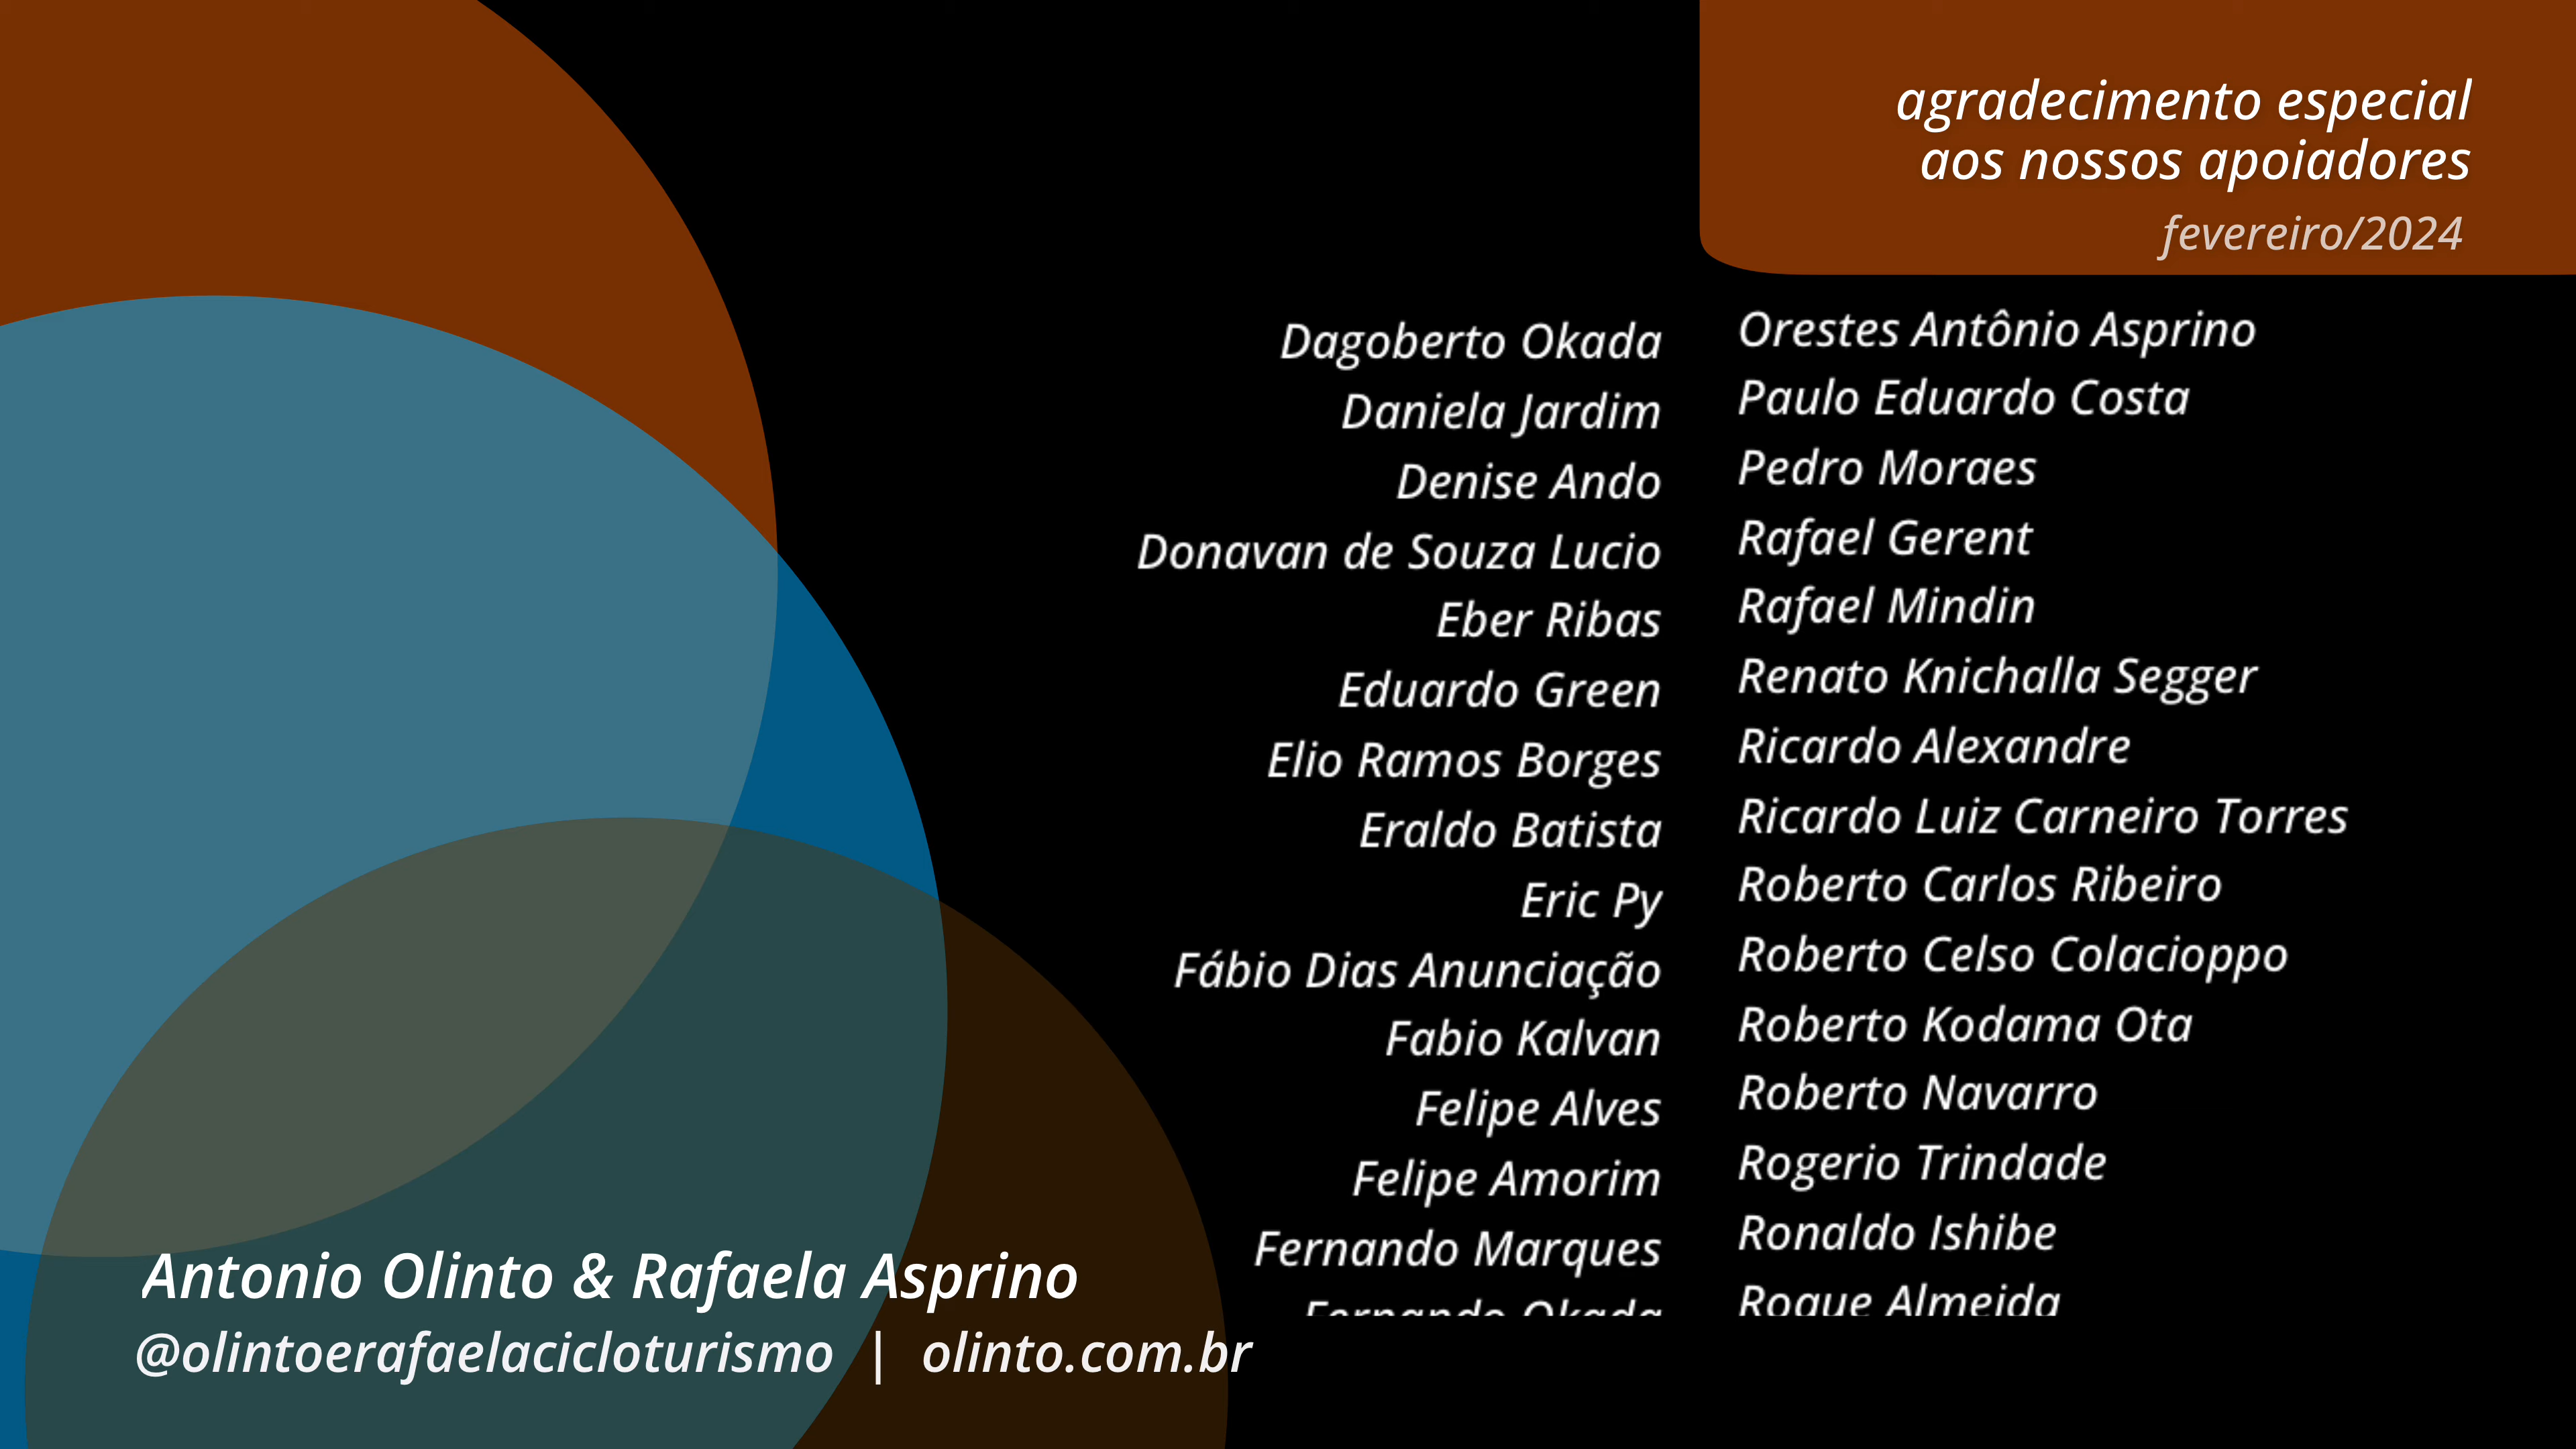 agradecimento especial
aos nossos apoiadores
fevereiro/2024
Dagoberto Okada
Daniela Jardim
Denise Ando
Donavan de Souza Lucio
Eber Ribas
Eduardo Green
Elio Ramos Borges
Eraldo Batista
Eric Py
Fábio Dias Anunciação
Fabio Kalvan
Felipe Alves
Felipe Amorim
Fernando Marques
Fernando Okada
Orestes Antônio Asprino
Paulo Eduardo Costa
Pedro Moraes
Rafael Gerent
Rafael Mindin
Renato Knichalla Segger
Ricardo Alexandre
Ricardo Luiz Carneiro Torres
Roberto Carlos Ribeiro
Roberto Celso Colacioppo
Roberto Kodama Ota
Roberto Navarro
Rogerio Trindade
Ronaldo Ishibe
Roque Almeida
Antonio Olinto & Rafaela Asprino
@olintoerafaelacicloturismo | olinto.com.br